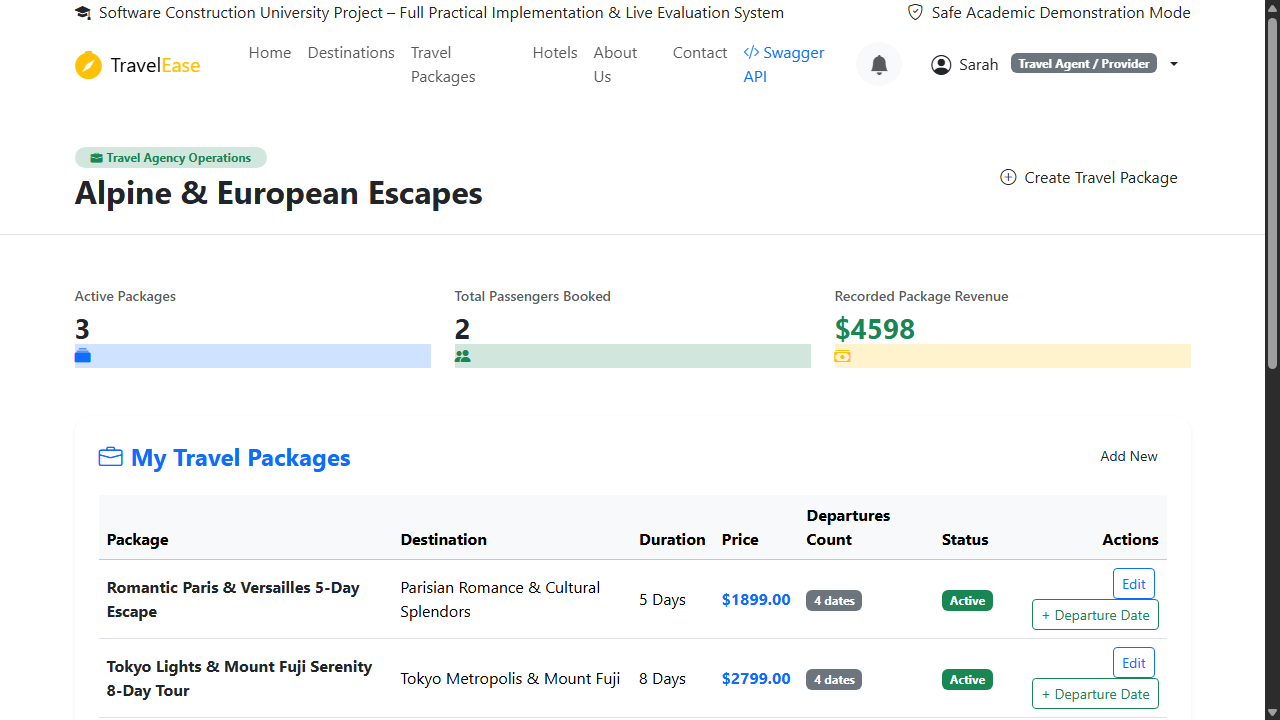 Software Construction University Project – Full Practical Implementation & Live Evaluation System
Safe Academic Demonstration Mode
TravelEase
Home
Destinations
Travel
Packages
Hotels
About
Us
Contact
</> Swagger
API
Sarah
Travel Agent / Provider
Travel Agency Operations
Alpine & European Escapes
Create Travel Package
Active Packages
3
Total Passengers Booked
2
Recorded Package Revenue
$4598
My Travel Packages
Add New
Package
Destination
Duration
Price
Departures
Count
Status
Actions
Romantic Paris & Versailles 5-Day
Escape
Parisian Romance & Cultural
Splendors
5 Days
$1899.00
4 dates
Active
Edit
+ Departure Date
Tokyo Lights & Mount Fuji Serenity
8-Day Tour
Tokyo Metropolis & Mount Fuji
8 Days
$2799.00
4 dates
Active
Edit
+ Departure Date